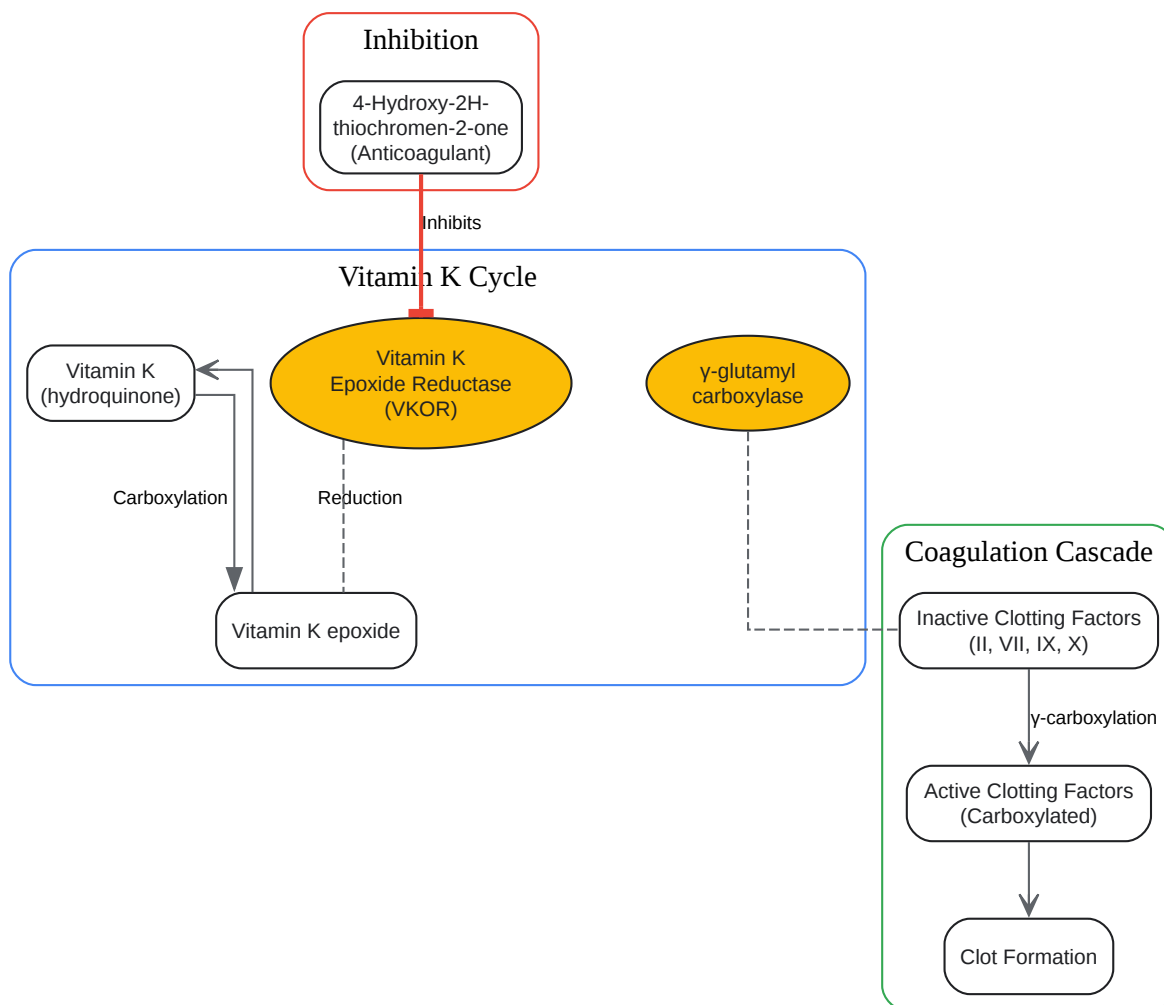 Inhibition
4-Hydroxy-2H-
thiochromen-2-one
(Anticoagulant)
Inhibits
Vitamin K Cycle
Vitamin K
(hydroquinone)
Vitamin K
Epoxide Reductase
(VKOR)
γ-glutamyl
carboxylase
Carboxylation
Reduction
Vitamin K epoxide
Coagulation Cascade
Inactive Clotting Factors
(II, VII, IX, X)
γ-carboxylation
Active Clotting Factors
(Carboxylated)
Clot Formation